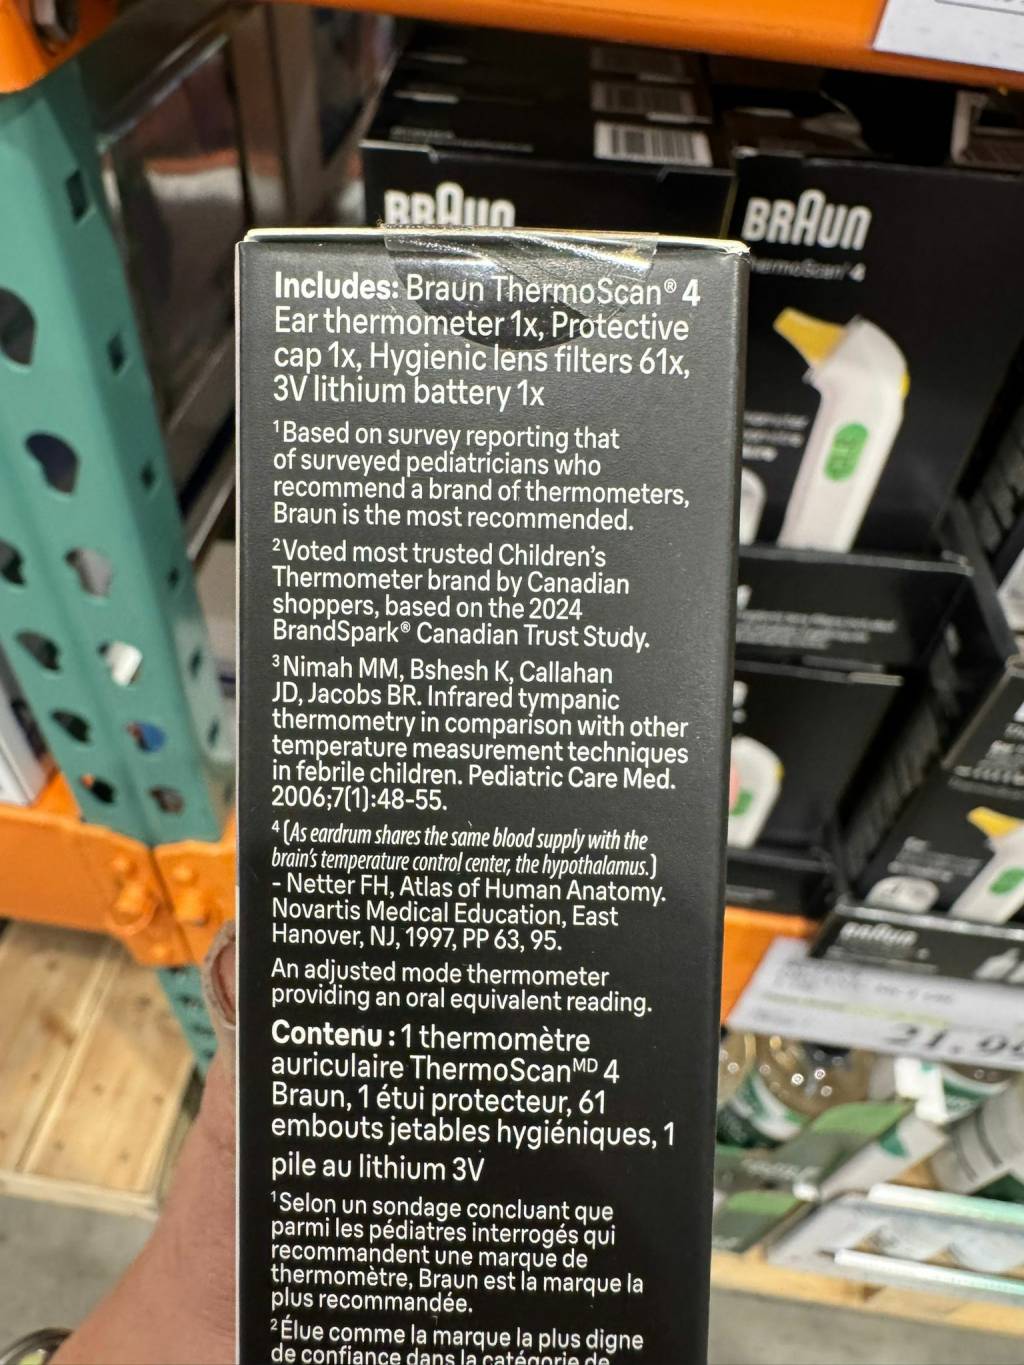 BRAUN
BRAUN
ThermoScan® 4
Includes: Braun ThermoScan® 4
Ear thermometer 1x, Protective
cap 1x, Hygienic lens filters 61x,
3V lithium battery 1x
¹Based on survey reporting that
of surveyed pediatricians who
recommend a brand of thermometers,
Braun is the most recommended.
²Voted most trusted Children's
Thermometer brand by Canadian
shoppers, based on the 2024
BrandSpark® Canadian Trust Study.
³Nimah MM, Bshesh K, Callahan
JD, Jacobs BR. Infrared tympanic
thermometry in comparison with other
temperature measurement techniques
in febrile children. Pediatric Care Med.
2006;7(1):48-55.
⁴(As eardrum shares the same blood supply with the
brain's temperature control center, the hypothalamus.)
- Netter FH, Atlas of Human Anatomy.
Novartis Medical Education, East
Hanover, NJ, 1997, PP 63, 95.
An adjusted mode thermometer
providing an oral equivalent reading.
Contenu : 1 thermomètre
auriculaire ThermoScanᴹᴰ 4
Braun, 1 étui protecteur, 61
embouts jetables hygiéniques, 1
pile au lithium 3V
¹Selon un sondage concluant que
parmi les pédiatres interrogés qui
recommandent une marque de
thermomètre, Braun est la marque la
plus recommandée.
²Élue comme la marque la plus digne
de confiance dans la catégorie de
BRAUN